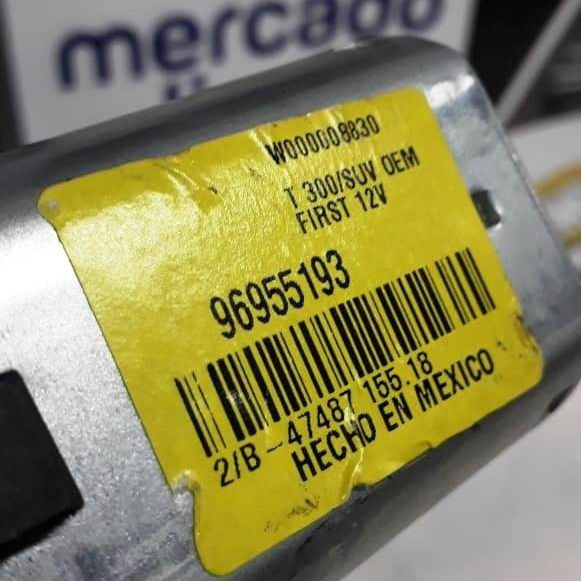 mercado
W000008830
T 300/SUV OEM
FIRST 12V
96955193
2/B - 47487 155.18
HECHO EN MEXICO